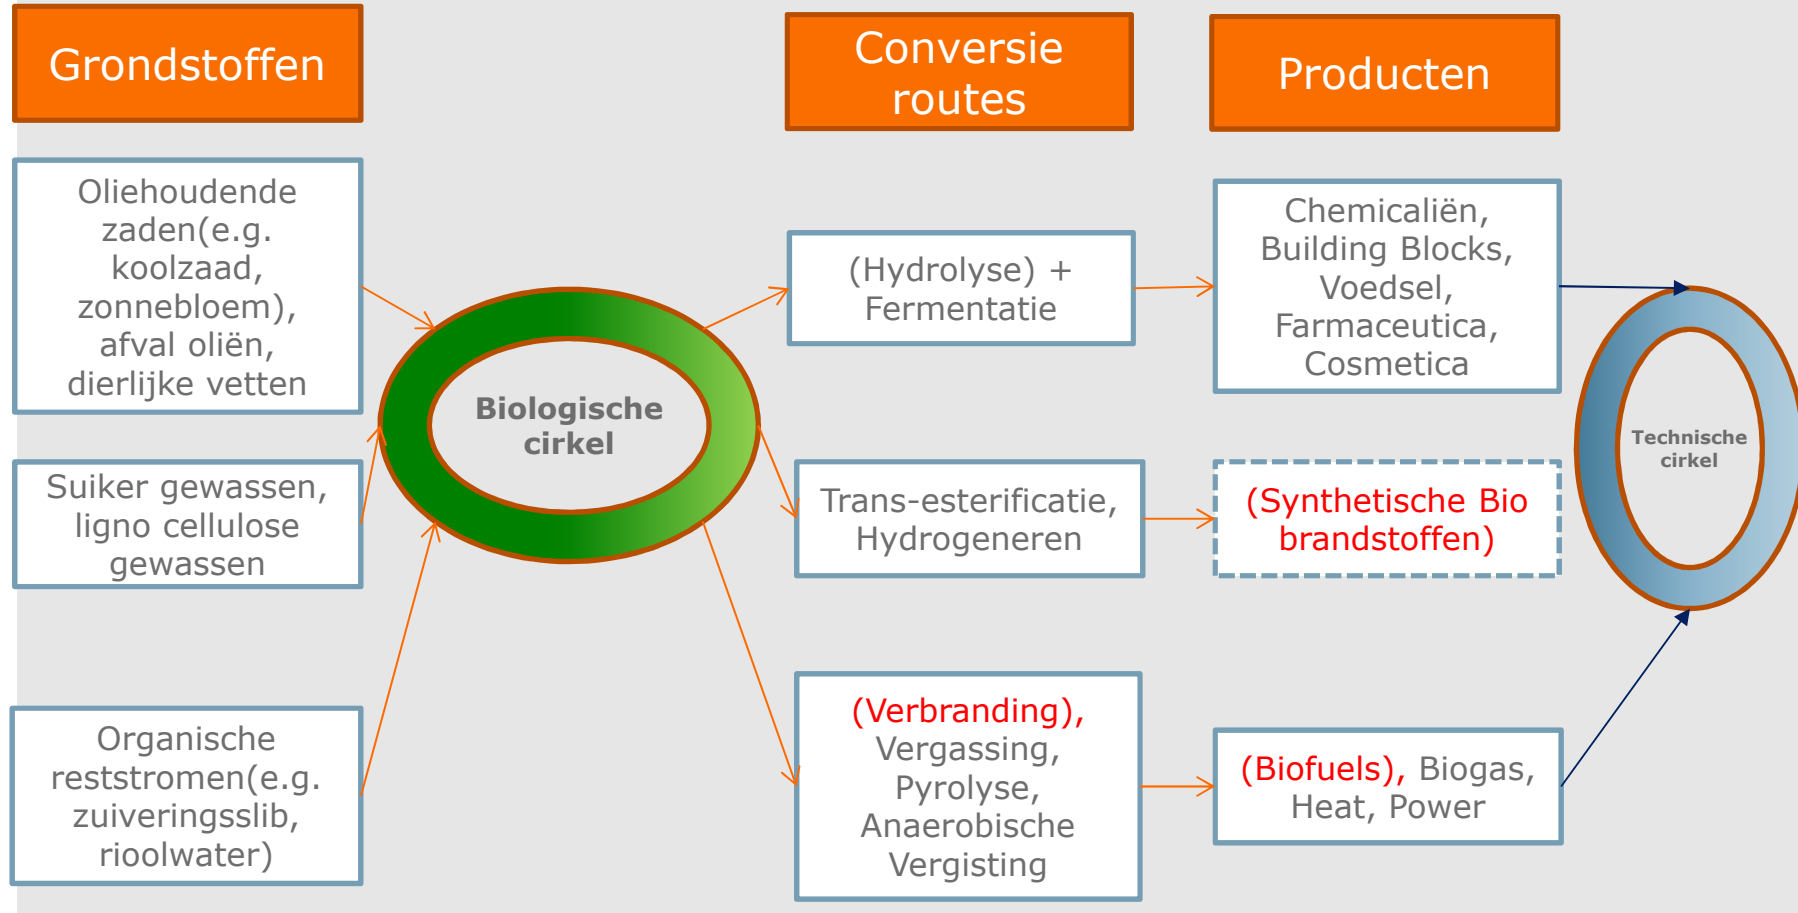 Grondstoffen
Conversie
routes
Producten
Oliehoudende
zaden(e.g.
koolzaad,
zonnebloem),
afval oliën,
dierlijke vetten
Suiker gewassen,
ligno cellulose
gewassen
Organische
reststromen(e.g.
zuiveringsslib,
rioolwater)
Biologische
cirkel
(Hydrolyse) +
Fermentatie
Trans-esterificatie,
Hydrogeneren
(Verbranding),
Vergassing,
Pyrolyse,
Anaerobische
Vergisting
Chemicaliën,
Building Blocks,
Voedsel,
Farmaceutica,
Cosmetica
(Synthetische Bio
brandstoffen)
(Biofuels), Biogas,
Heat, Power
Technische
cirkel